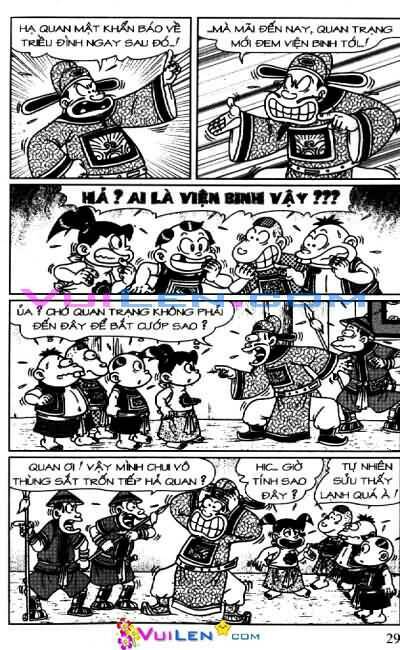 HẠ QUAN MẬT KHẨN BÁO VỀ
TRIỀU ĐÌNH NGAY SAU ĐÓ..!
..MÀ MÃI ĐẾN NAY, QUAN TRẠNG
MỚI ĐEM VIỆN BINH TỚI..!
HẢ? AI LÀ VIỆN BINH VẬY???
VUILEN.COM
ỦA? CHỚ QUAN TRẠNG KHÔNG PHẢI
ĐẾN ĐÂY ĐỂ BẮT CƯỚP SAO?
QUAN ƠI! VẬY MÌNH CHUI VÔ
THÙNG SẮT TRỐN TIẾP HẢ QUAN?
HIC.. GIỜ
TÍNH SAO
ĐÂY?
TỰ NHIÊN
SỬU THẤY
LẠNH QUÁ À!
VUILEN.COM
29